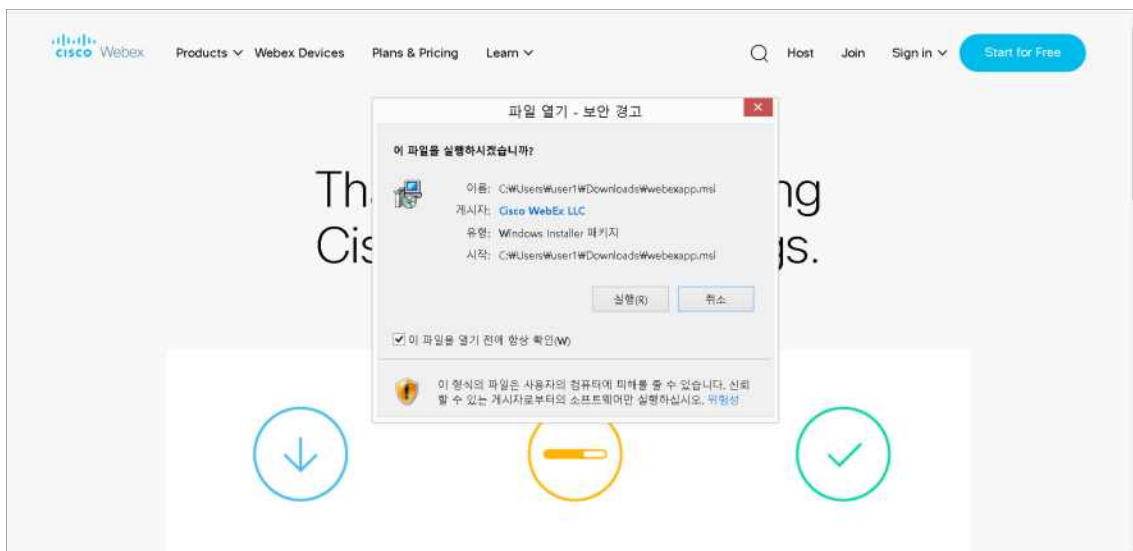 CISCO Webex Products Webex Devices Plans & Pricing Learn Host Join Sign in Start for Free
파일 열기 - 보안 경고
이 파일을 실행하시겠습니까?
이름: C:₩Users₩user1₩Downloads₩webexapp.msi
게시자: Cisco WebEx LLC
유형: Windows Installer 패키지
시작: C:₩Users₩user1₩Downloads₩webexapp.msi
실행(R) 취소
이 파일을 열기 전에 항상 확인(W)
이 형식의 파일은 사용자의 컴퓨터에 피해를 줄 수 있습니다. 신뢰
할 수 있는 게시자로부터의 소프트웨어만 실행하십시오. 위험성